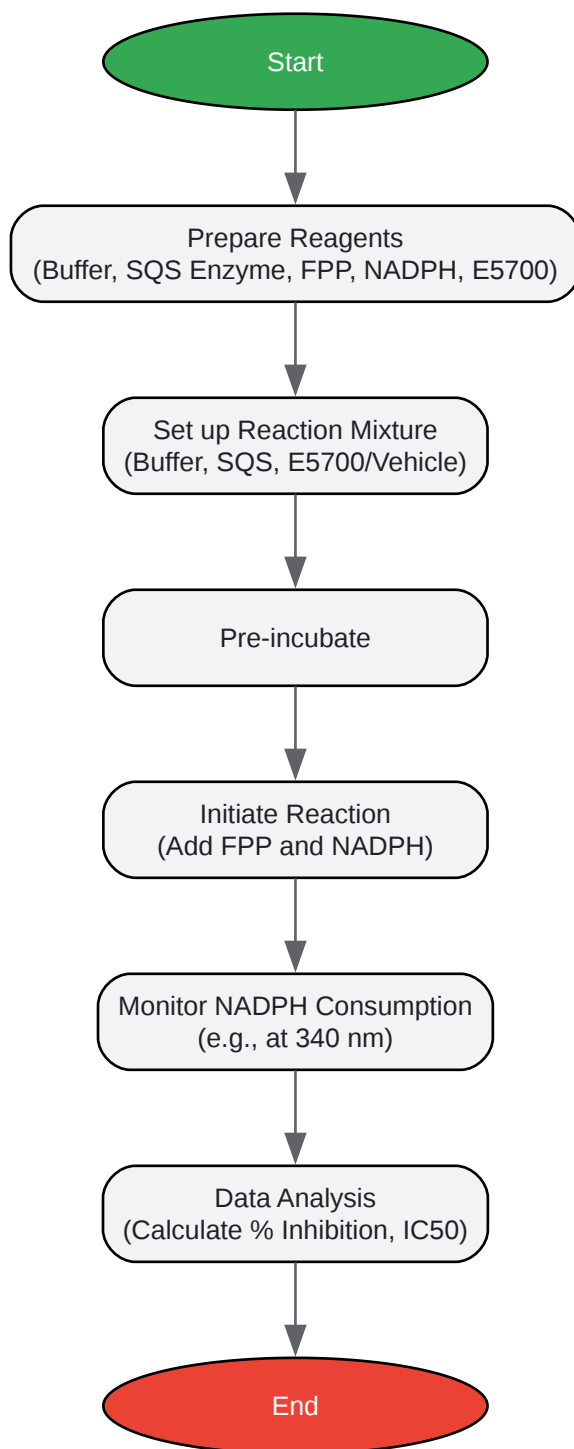 Start
Prepare Reagents
(Buffer, SQS Enzyme, FPP, NADPH, E5700)
Set up Reaction Mixture
(Buffer, SQS, E5700/Vehicle)
Pre-incubate
Initiate Reaction
(Add FPP and NADPH)
Monitor NADPH Consumption
(e.g., at 340 nm)
Data Analysis
(Calculate % Inhibition, IC50)
End